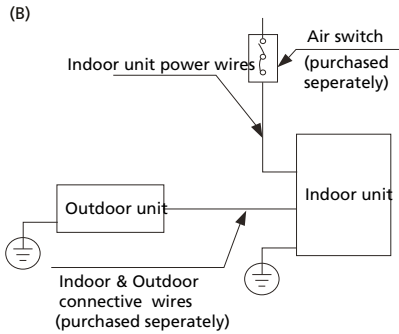 (B)
Air switch
(purchased
seperately)
Indoor unit power wires
Indoor unit
Outdoor unit
Indoor & Outdoor
connective wires
(purchased seperately)